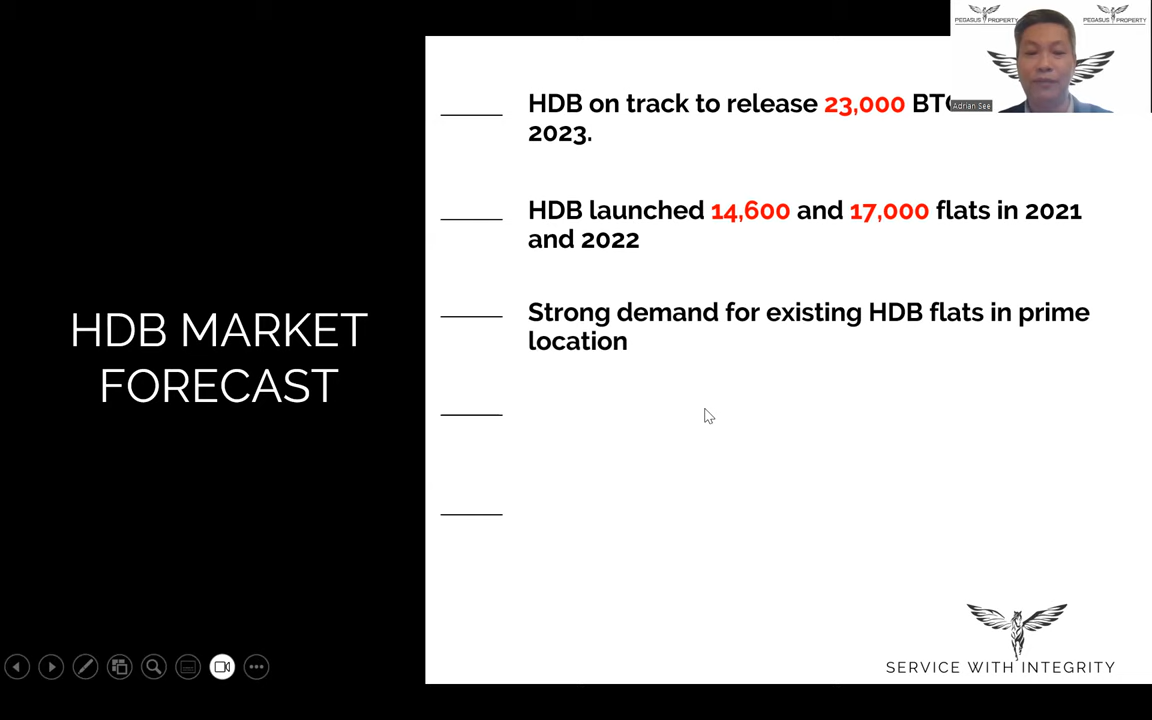 PEGASUS PROPERTY
PEGASUS PROPERTY
Adrian See
HDB MARKET
FORECAST
HDB on track to release 23,000 BT
2023.
HDB launched 14,600 and 17,000 flats in 2021
and 2022
Strong demand for existing HDB flats in prime
location
SERVICE WITH INTEGRITY